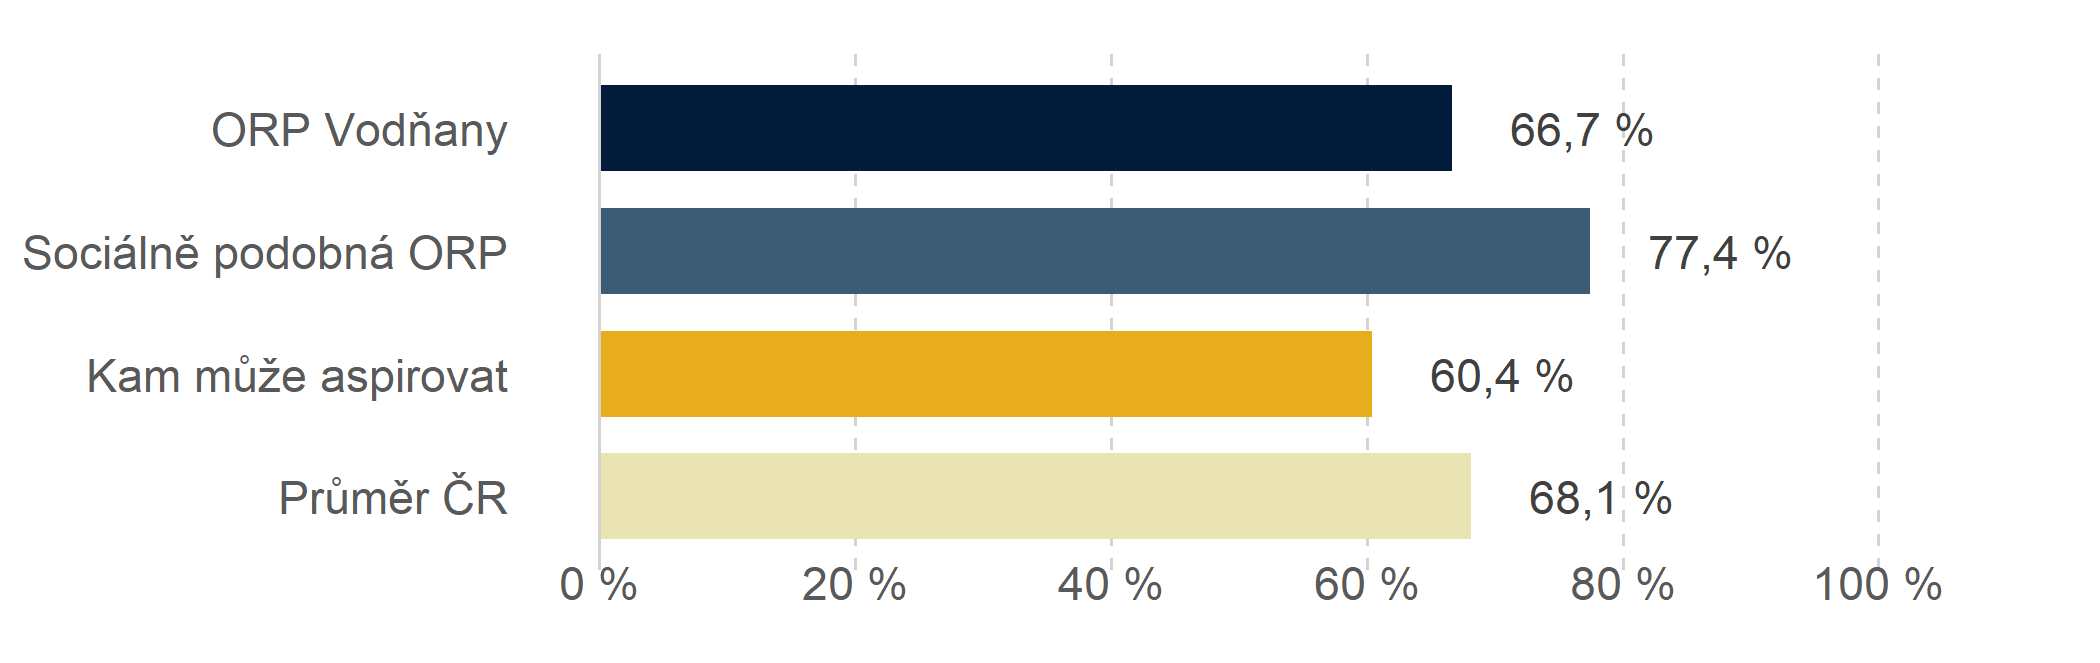 ORP Vodňany 66,7 %
Sociálně podobná ORP 77,4 %
Kam může aspirovat 60,4 %
Průměr ČR 68,1 %
0 % 20 % 40 % 60 % 80 % 100 %